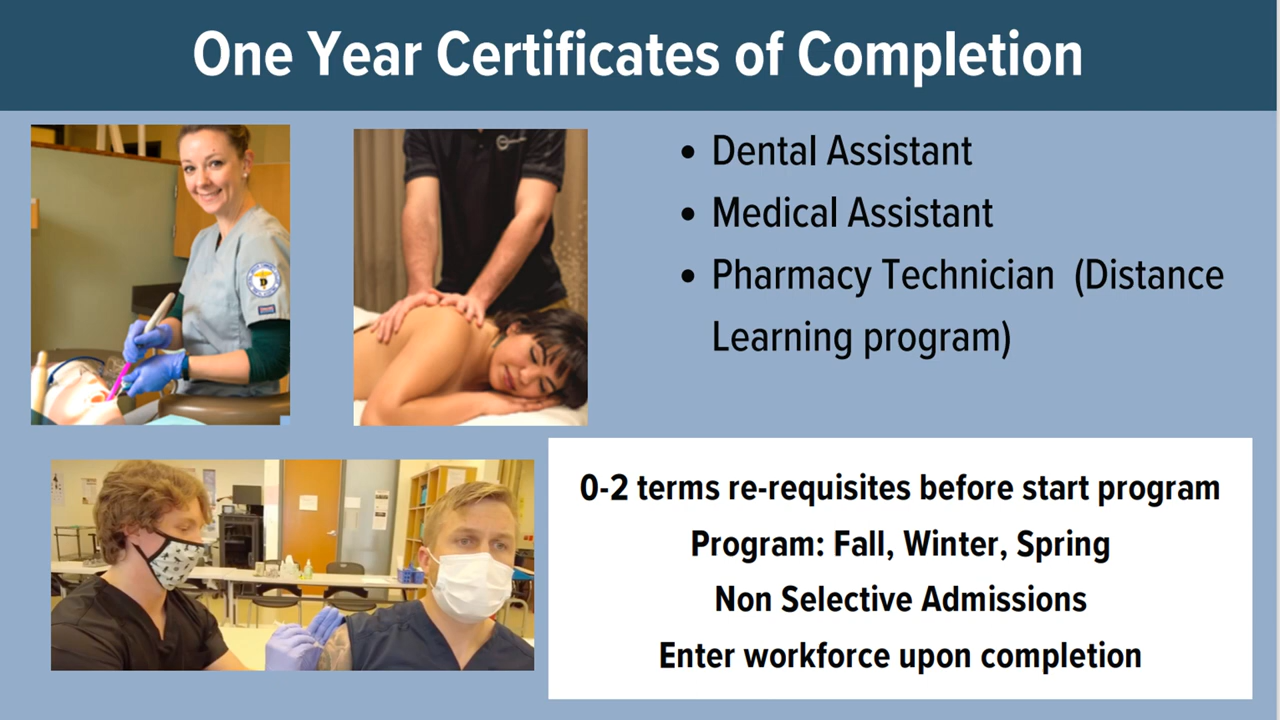 One Year Certificates of Completion
• Dental Assistant
• Medical Assistant
• Pharmacy Technician (Distance
Learning program)
0-2 terms re-requisites before start program
Program: Fall, Winter, Spring
Non Selective Admissions
Enter workforce upon completion